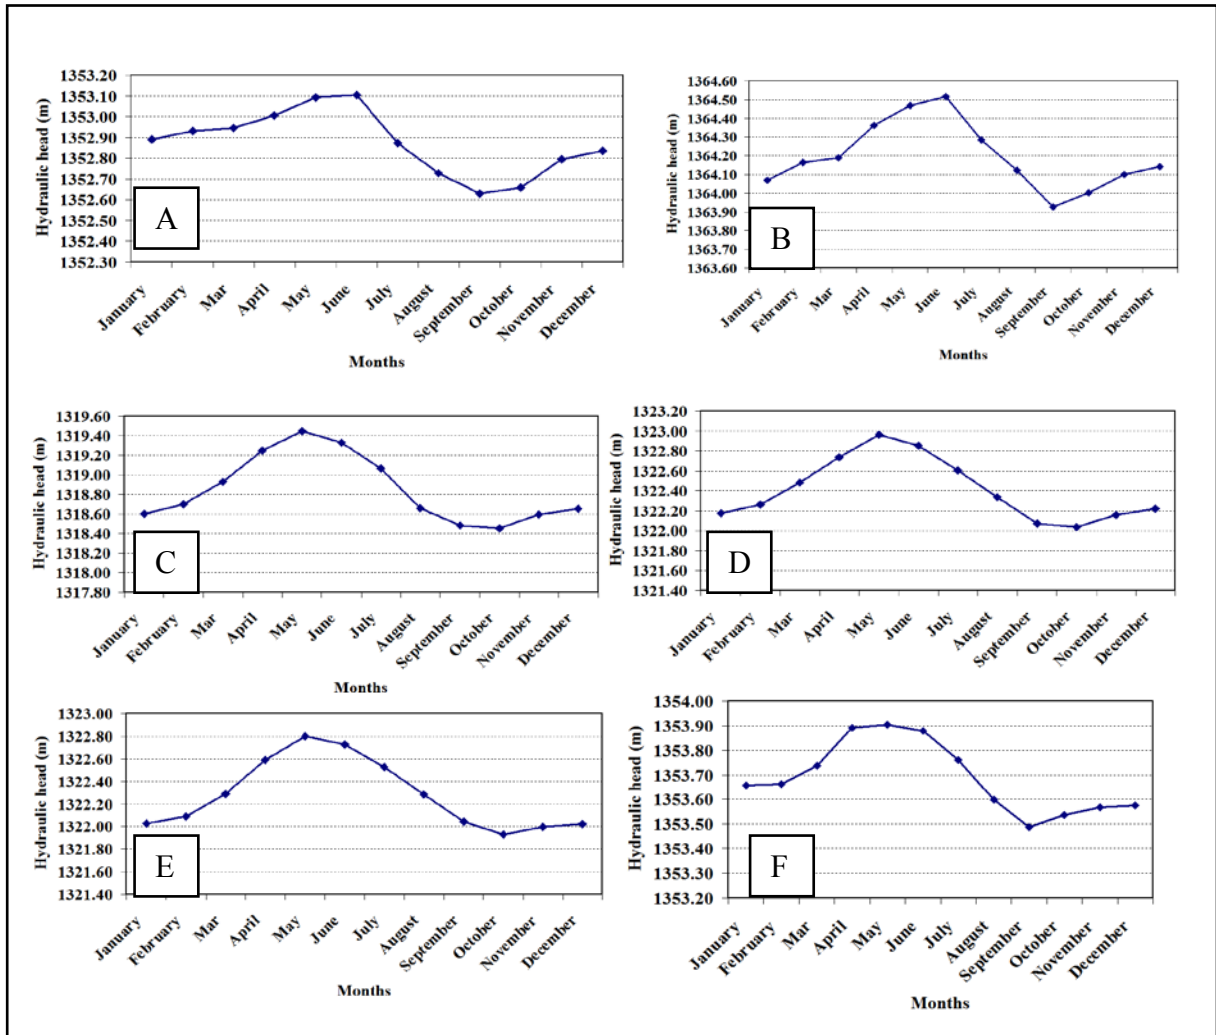 1353.20
1353.10
1353.00
1352.90
1352.80
1352.70
1352.60
1352.50
1352.40
1352.30
Hydraulic head (m)
A
January
February
Mar
April
May
June
July
August
September
October
November
December
Months
1364.60
1364.50
1364.40
1364.30
1364.20
1364.10
1364.00
1363.90
1363.80
1363.70
1363.60
Hydraulic head (m)
B
January
February
Mar
April
May
June
July
August
September
October
November
December
Months
1319.60
1319.40
1319.20
1319.00
1318.80
1318.60
1318.40
1318.20
1318.00
1317.80
Hydraulic head (m)
C
January
February
Mar
April
May
June
July
August
September
October
November
December
Months
1323.20
1323.00
1322.80
1322.60
1322.40
1322.20
1322.00
1321.80
1321.60
1321.40
Hydraulic head (m)
D
January
February
Mar
April
May
June
July
August
September
October
November
December
1323.00
1322.80
1322.60
1322.40
1322.20
1322.00
1321.80
1321.60
1321.40
Hydraulic head (m)
E
January
February
Mar
April
May
June
July
August
September
October
November
December
Months
1354.00
1353.90
1353.80
1353.70
1353.60
1353.50
1353.40
1353.30
1353.20
Hydraulic head (m)
F
January
February
Mar
April
May
June
July
August
September
October
November
December
Months